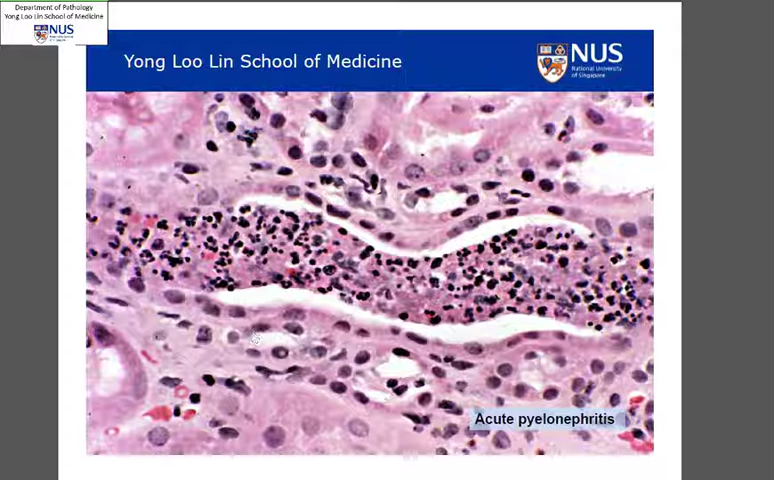 Department of Pathology
Yong Loo Lin School of Medicine
NUS
Yong Loo Lin School of Medicine
NUS
National University
of Singapore
Acute pyelonephritis